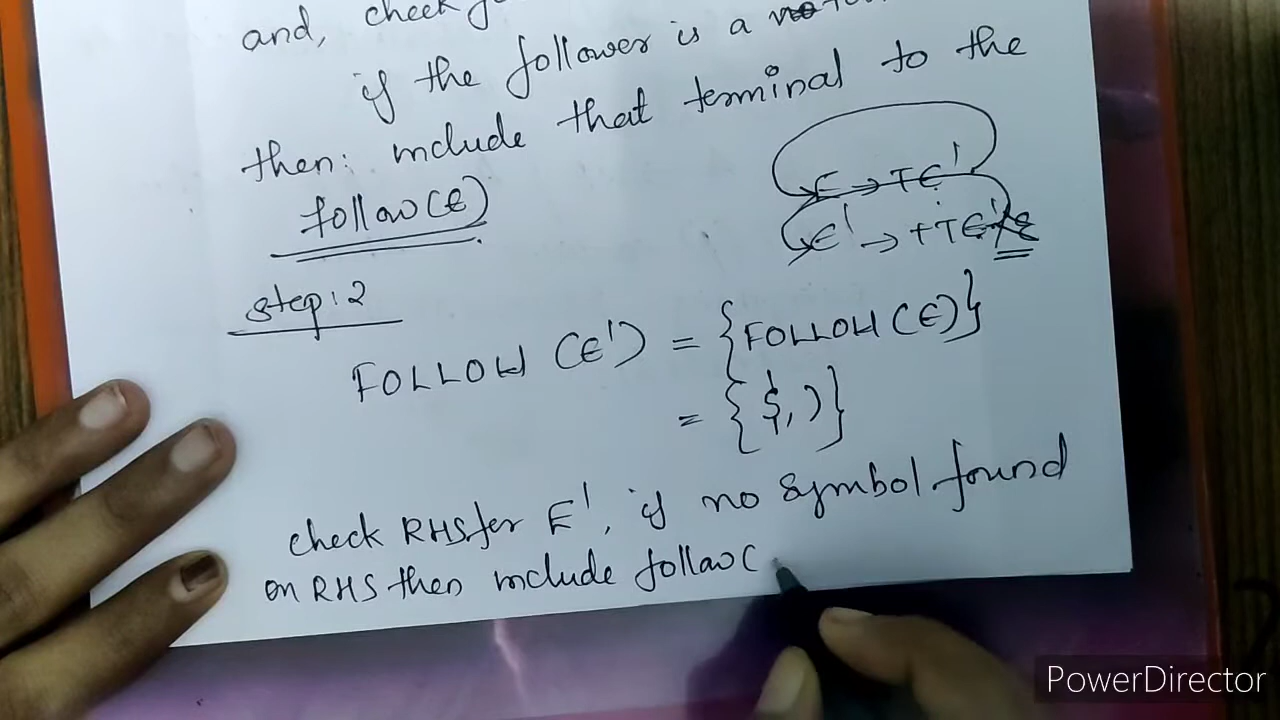 and, check
if the follower is a
then: include that terminal to the
follow(E)
E → TE'
E' → +TE'/ε
step: 2
FOLLOW (E') = {FOLLOW (E)}
= {$, )}
check RHS for E', if no symbol found
on RHS then include follow(
PowerDirector